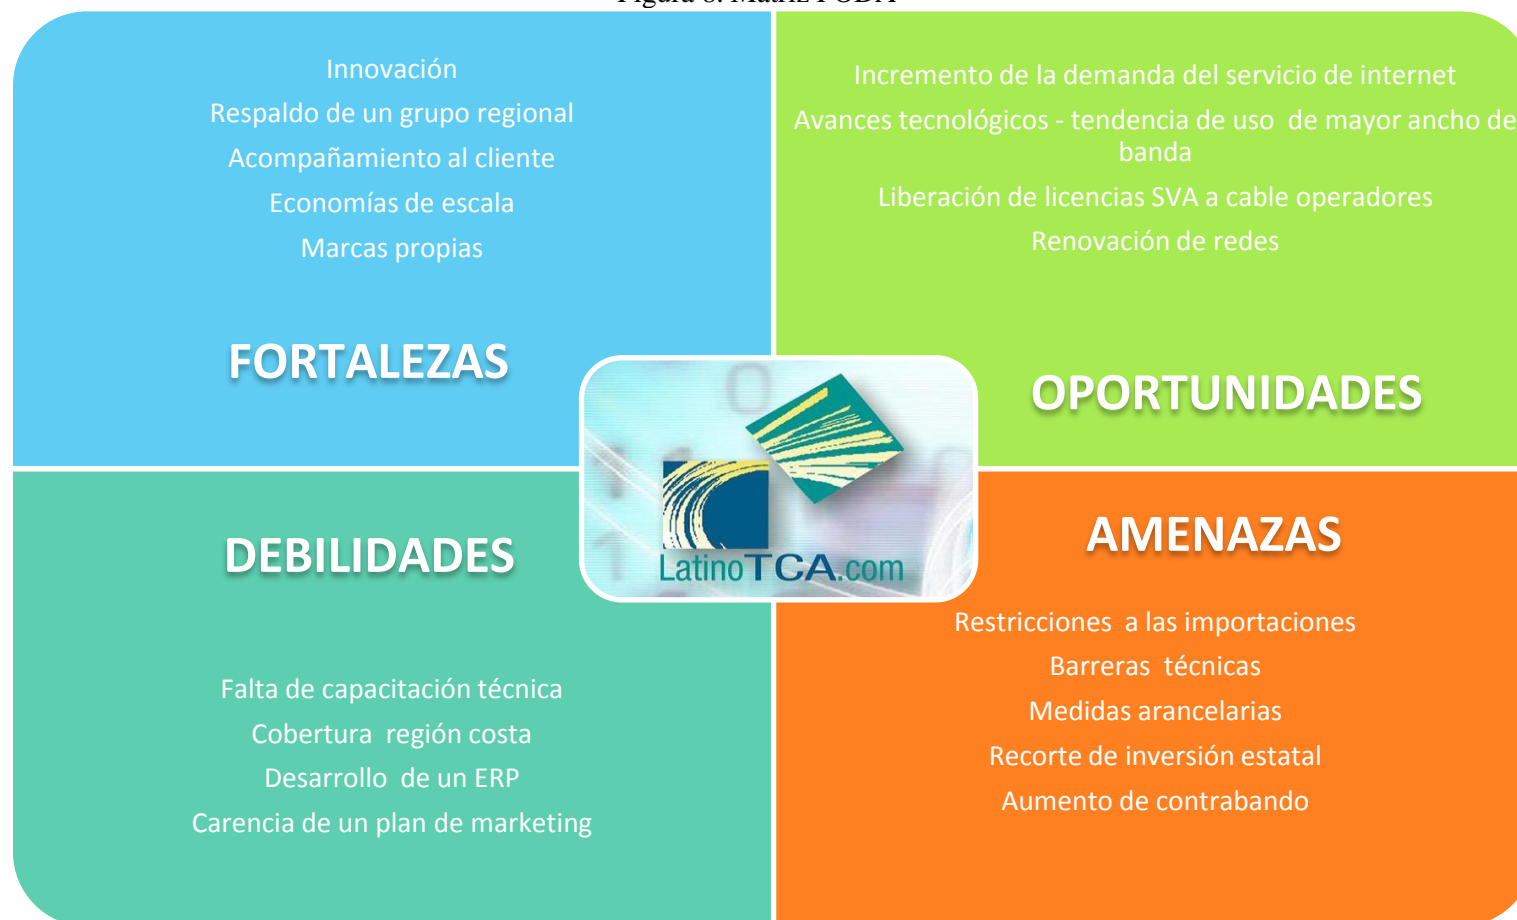 Figura 8. Matriz FODA
Innovación
Respaldo de un grupo regional
Acompañamiento al cliente
Economías de escala
Marcas propias
FORTALEZAS
Incremento de la demanda del servicio de internet
Avances tecnológicos - tendencia de uso de mayor ancho de
banda
Liberación de licencias SVA a cable operadores
Renovación de redes
OPORTUNIDADES
LatinoTCA.com
DEBILIDADES
Falta de capacitación técnica
Cobertura región costa
Desarrollo de un ERP
Carencia de un plan de marketing
AMENAZAS
Restricciones a las importaciones
Barreras técnicas
Medidas arancelarias
Recorte de inversión estatal
Aumento de contrabando